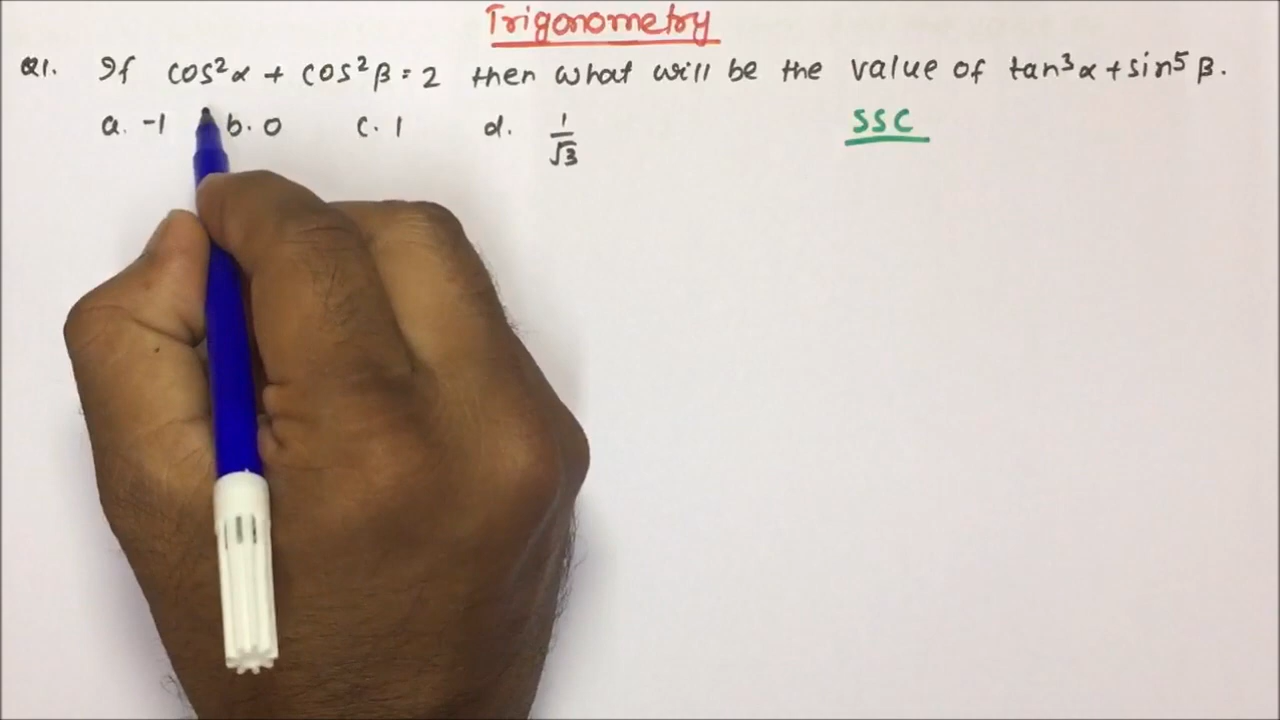 Trigonometry
Q1. If cos²α + cos²β = 2 then what will be the value of tan³α + sin⁵β.
a. -1 b. 0 c. 1 d. 1/√3
SSC